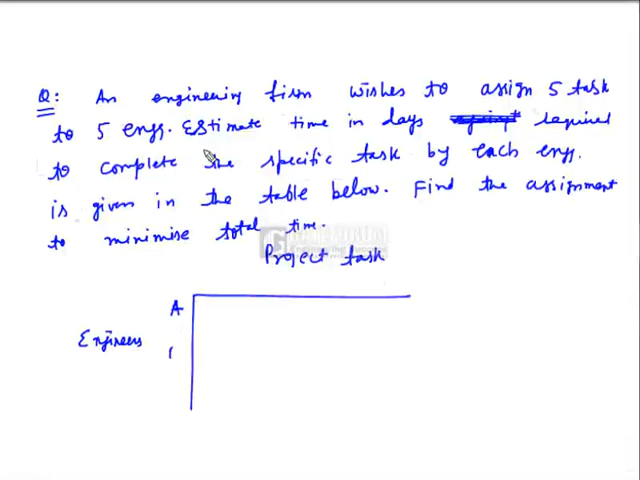 Q: An engineering firm wishes to assign 5 task
to 5 engs. Estimate time in days required
to complete the specific task by each eng.
is given in the table below. Find the assignment
to minimise total time.
Project task
A
Engineers